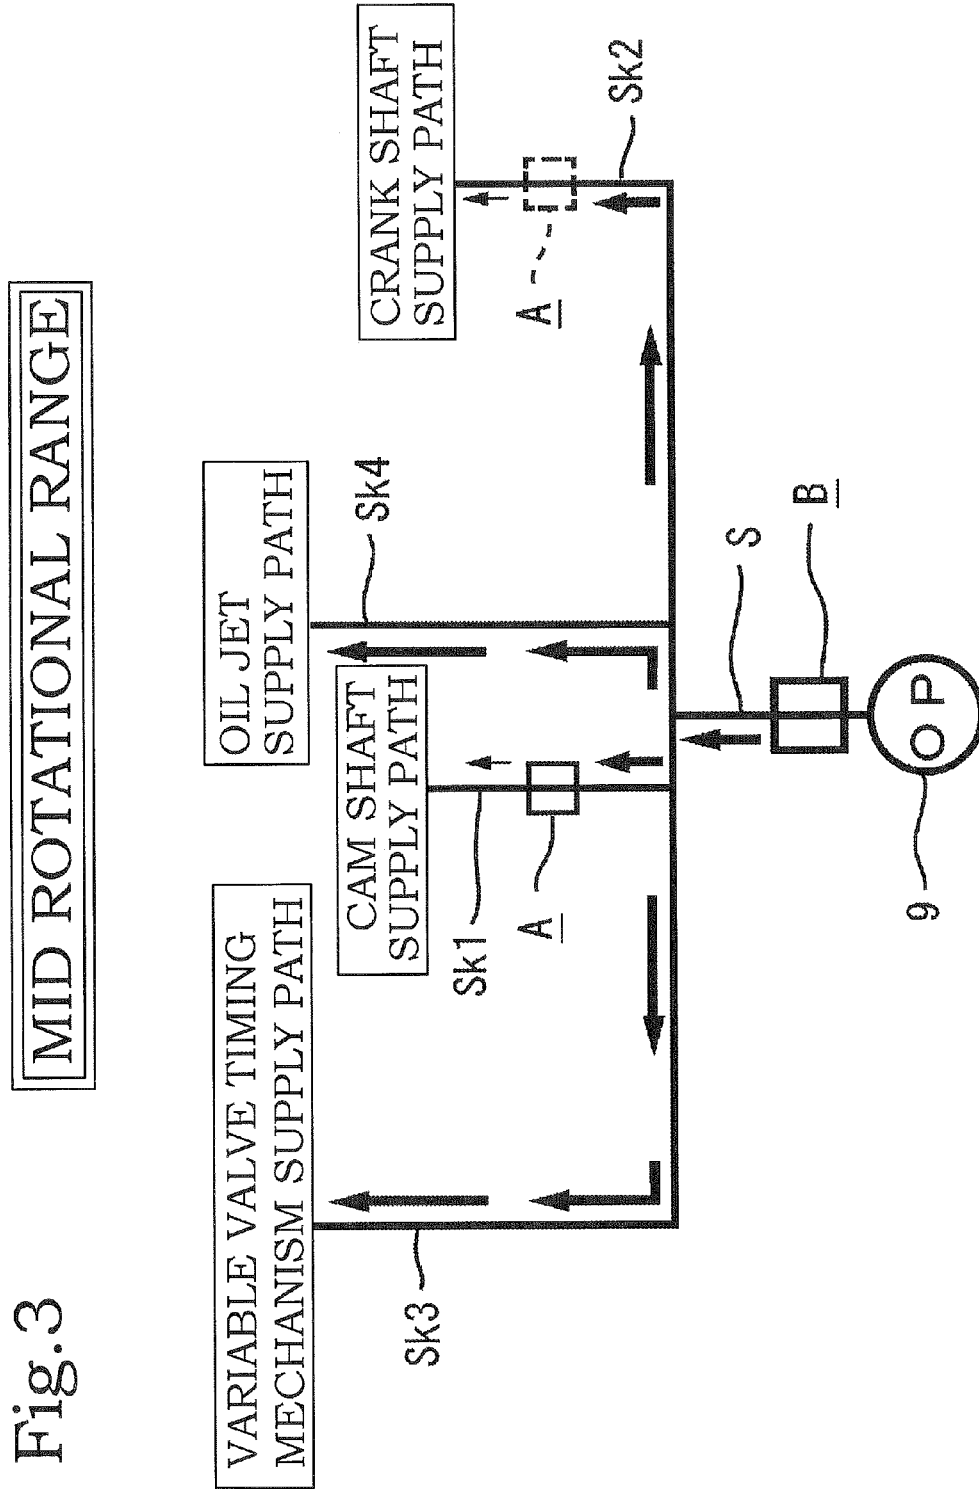 Fig.3
MID ROTATIONAL RANGE
VARIABLE VALVE TIMING
MECHANISM SUPPLY PATH
OIL JET
SUPPLY PATH
CAM SHAFT
SUPPLY PATH
CRANK SHAFT
SUPPLY PATH
Sk3
Sk1
A
Sk4
A
Sk2
S
B
9
OP